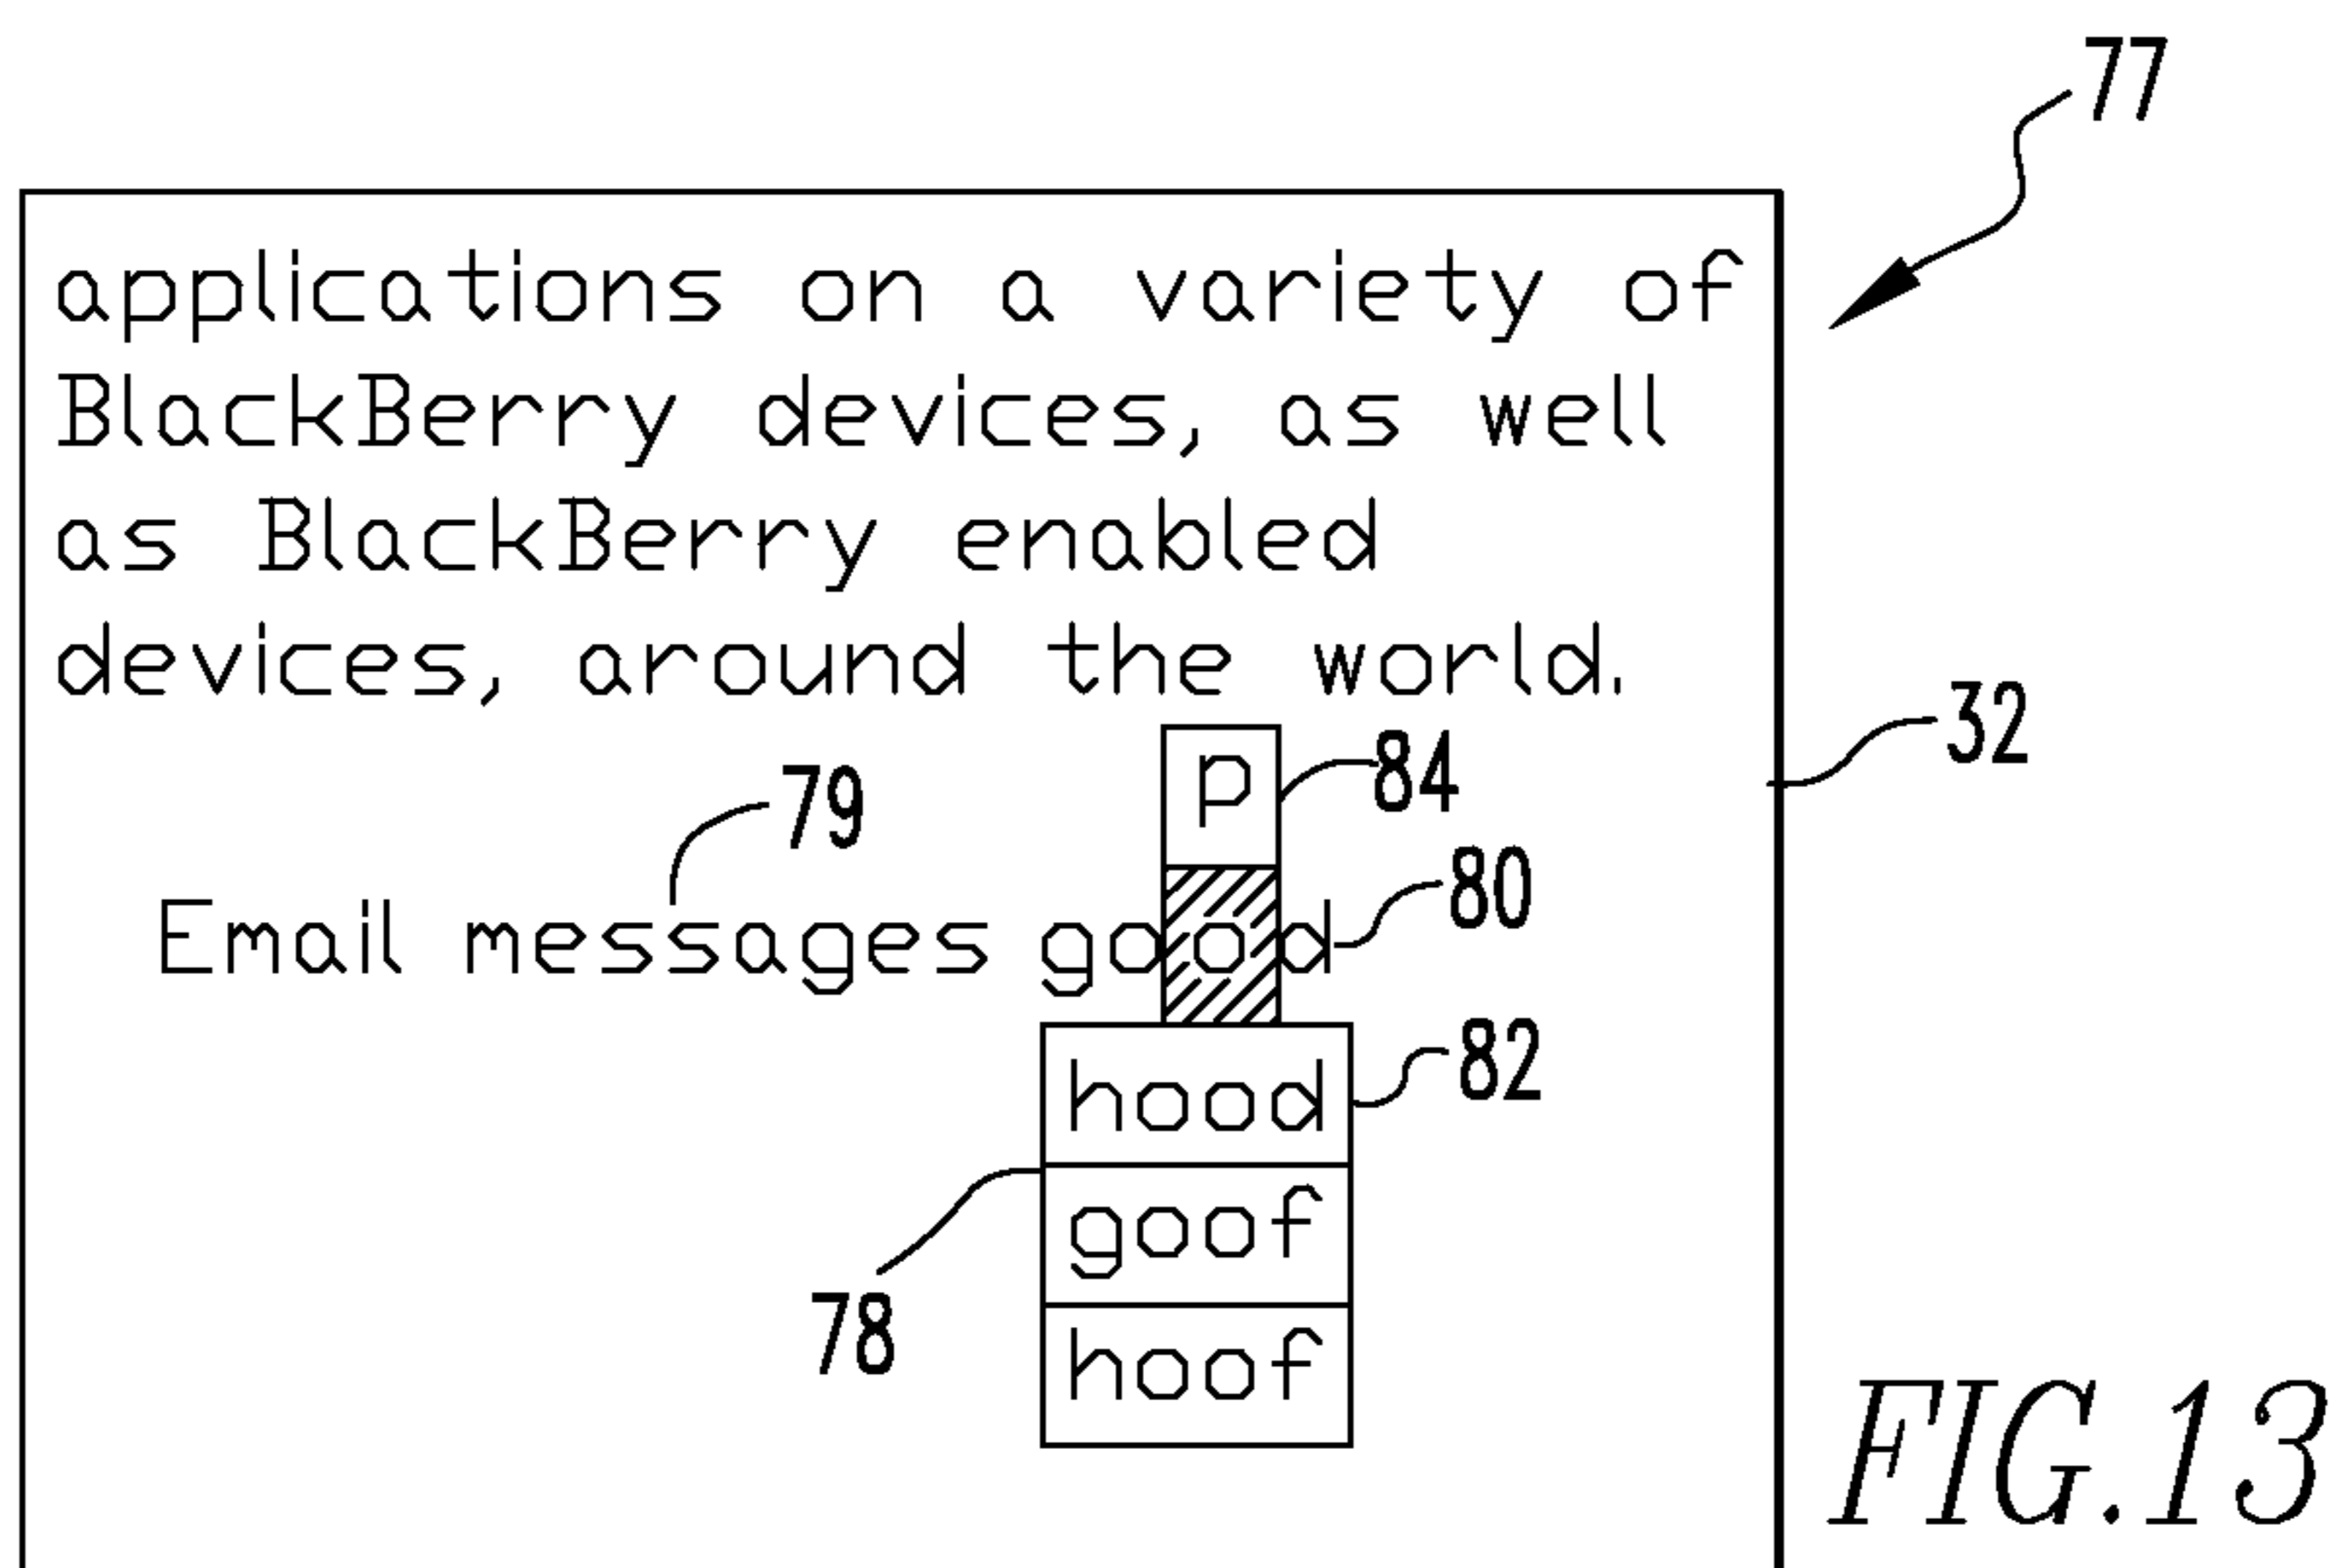 77
applications on a variety of
BlackBerry devices, as well
as BlackBerry enabled
devices, around the world.
32
p
84
79
80
Email messages good
hood
82
goof
78
hoof
FIG.13